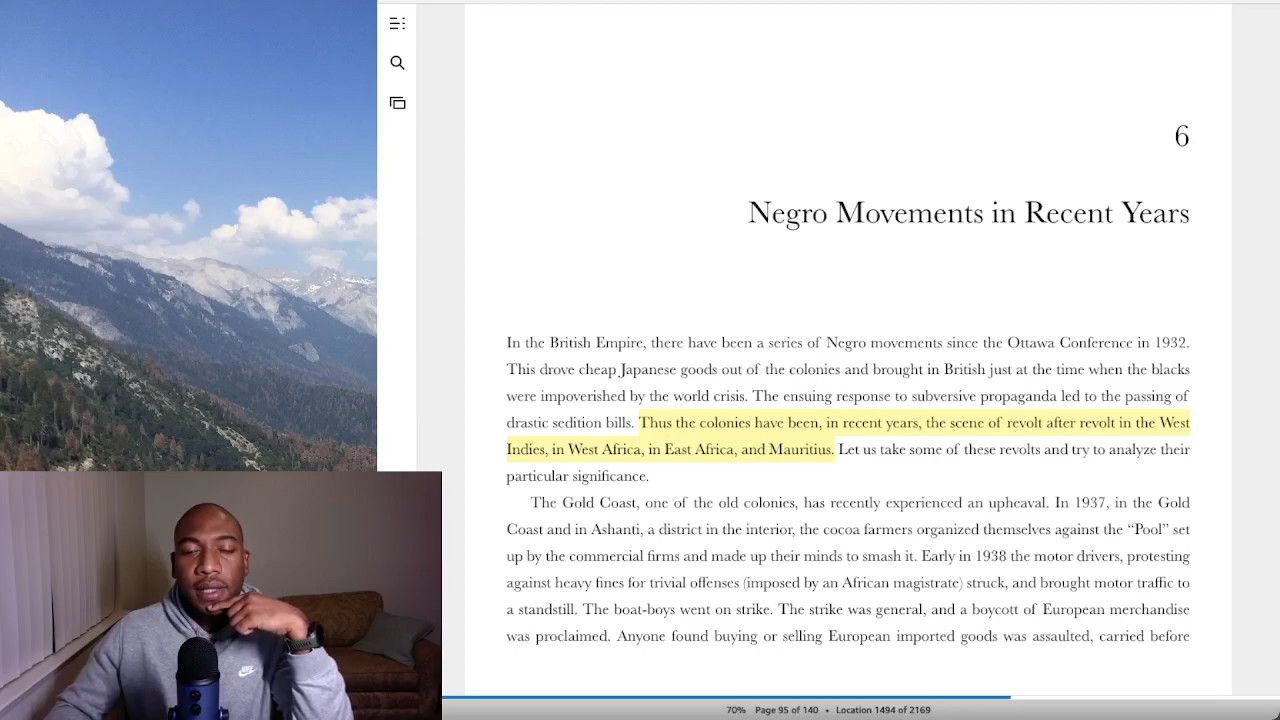 6
Negro Movements in Recent Years
In the British Empire, there have been a series of Negro movements since the Ottawa Conference in 1932.
This drove cheap Japanese goods out of the colonies and brought in British just at the time when the blacks
were impoverished by the world crisis. The ensuing response to subversive propaganda led to the passing of
drastic sedition bills. Thus the colonies have been, in recent years, the scene of revolt after revolt in the West
Indies, in West Africa, in East Africa, and Mauritius. Let us take some of these revolts and try to analyze their
particular significance.
The Gold Coast, one of the old colonies, has recently experienced an upheaval. In 1937, in the Gold
Coast and in Ashanti, a district in the interior, the cocoa farmers organized themselves against the “Pool” set
up by the commercial firms and made up their minds to smash it. Early in 1938 the motor drivers, protesting
against heavy fines for trivial offenses (imposed by an African magistrate) struck, and brought motor traffic to
a standstill. The boat-boys went on strike. The strike was general, and a boycott of European merchandise
was proclaimed. Anyone found buying or selling European imported goods was assaulted, carried before
NIKE
70% Page 95 of 140 • Location 1494 of 2169